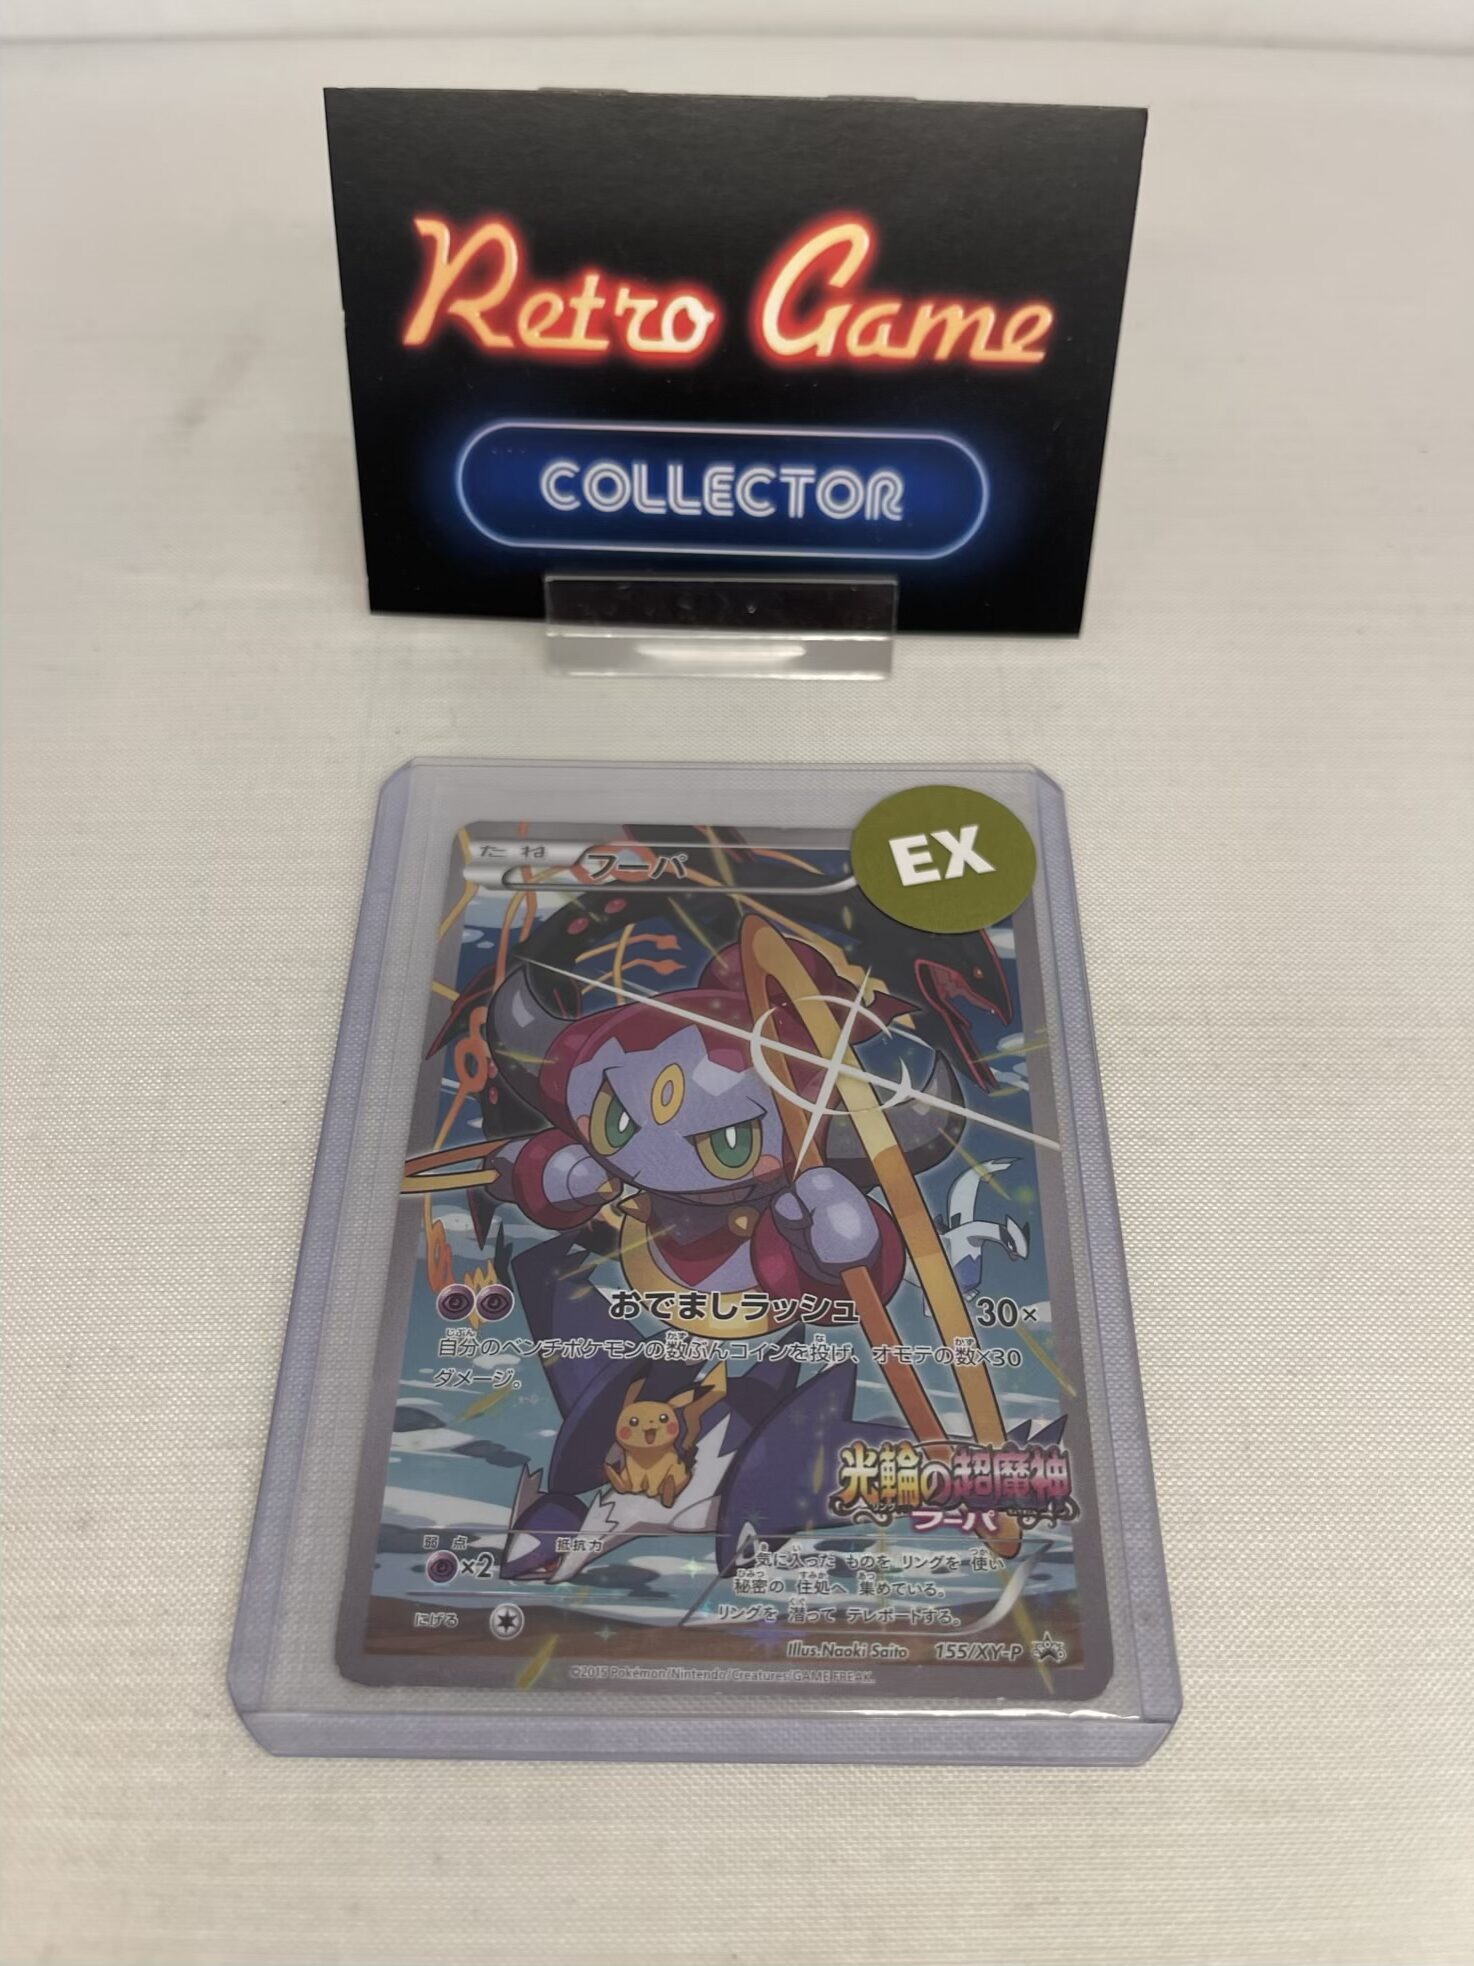 Retro Game
COLLECTOR
たね フーパ
EX
おでましラッシュ 30×
自分のベンチポケモンの数ぶんコインを投げ、オモテの数×30
ダメージ。
光輪の超魔神
フーパ
弱点 ×2 抵抗力
にげる
気に入った ものを リングを 使い
秘密の 住処へ 集めている。
リングを 潜って テレポートする。
Illus. Naoki Saito 155/XY-P
©2015 Pokémon/Nintendo/Creatures/GAME FREAK.